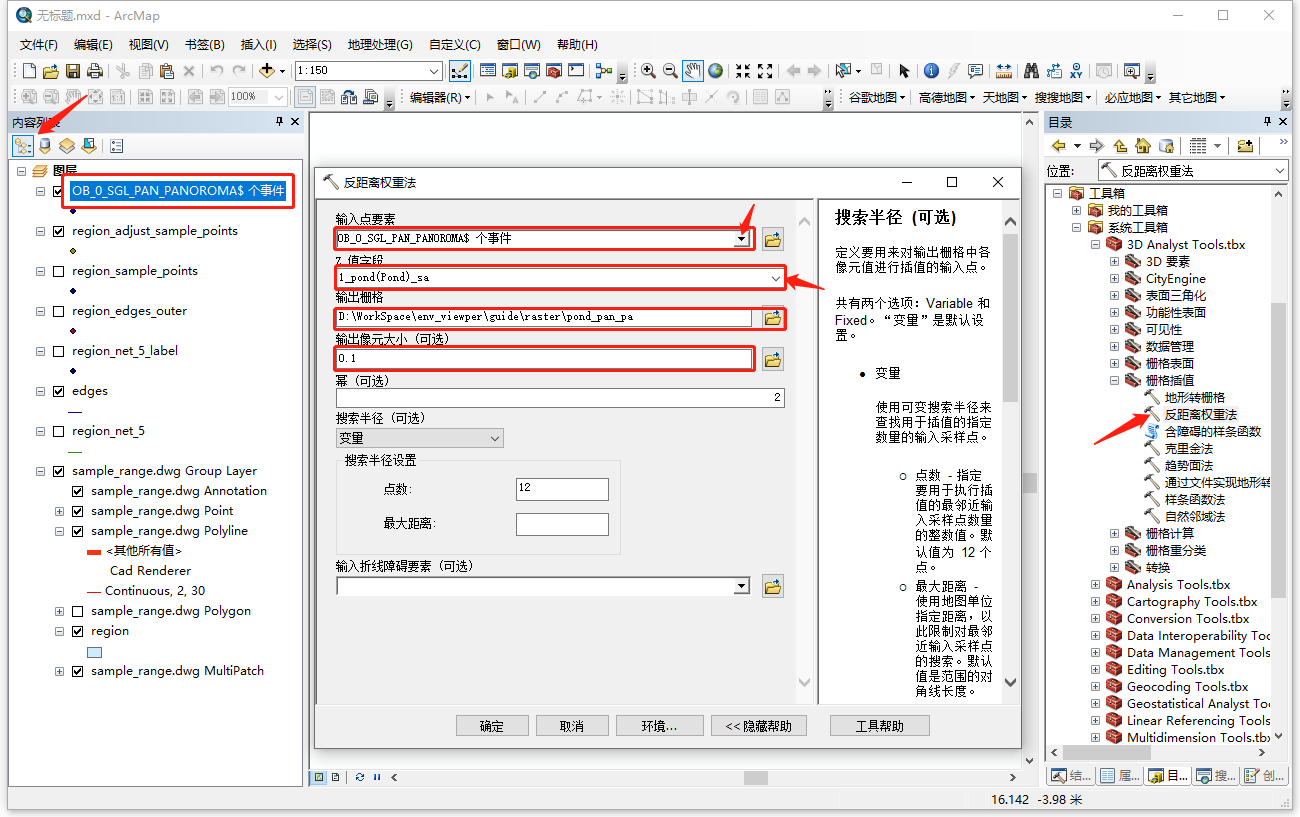 无标题.mxd - ArcMap
文件(F) 编辑(E) 视图(V) 书签(B) 插入(I) 选择(S) 地理处理(G) 自定义(C) 窗口(W) 帮助(H)
1:150
100% 编辑器(R) 谷歌地图 高德地图 天地图 搜搜地图 必应地图 其它地图
内容列表
图层
OB_0_SGL_PAN_PANOROMA$ 个事件
region_adjust_sample_points
region_sample_points
region_edges_outer
region_net_5_label
edges
region_net_5
sample_range.dwg Group Layer
sample_range.dwg Annotation
sample_range.dwg Point
sample_range.dwg Polyline
<其他所有值>
Cad Renderer
Continuous, 2, 30
sample_range.dwg Polygon
region
sample_range.dwg MultiPatch
反距离权重法
输入点要素
OB_0_SGL_PAN_PANOROMA$ 个事件
Z 值字段
1_pond(Pond)_sa
输出栅格
D:\WorkSpace\env_viewper\guide\raster\pond_pan_pa
输出像元大小（可选）
0.1
幂（可选）
2
搜索半径（可选）
变量
搜索半径设置
点数:
12
最大距离:
输入折线障碍要素（可选）
确定 取消 环境... << 隐藏帮助 工具帮助
搜索半径（可选）
定义要用来对输出栅格中各
像元值进行插值的输入点。
共有两个选项：Variable 和
Fixed。“变量”是默认设
置。
• 变量
使用可变搜索半径来
查找用于插值的指定
数量的输入采样点。
○ 点数 - 指定
要用于执行插
值的最邻近输
入采样点数量
的整数值。默
认值为 12 个
点。
○ 最大距离 -
使用地图单位
指定距离，以
此限制对最邻
近输入采样点
的搜索。默认
值是范围的对
角线长度。
目录
位置: 反距离权重法
工具箱
我的工具箱
系统工具箱
3D Analyst Tools.tbx
3D 要素
CityEngine
表面三角化
功能性表面
可见性
数据管理
栅格表面
栅格插值
地形转栅格
反距离权重法
含障碍的样条函数
克里金法
趋势面法
通过文件实现地形转
样条函数法
自然邻域法
栅格计算
栅格重分类
转换
Analysis Tools.tbx
Cartography Tools.tbx
Conversion Tools.tbx
Data Interoperability Toc
Data Management Tools
Editing Tools.tbx
Geocoding Tools.tbx
Geostatistical Analyst To
Linear Referencing Tools
Multidimension Tools.tbx
结... 属... 目... 搜... 创...
16.142 -3.98 米